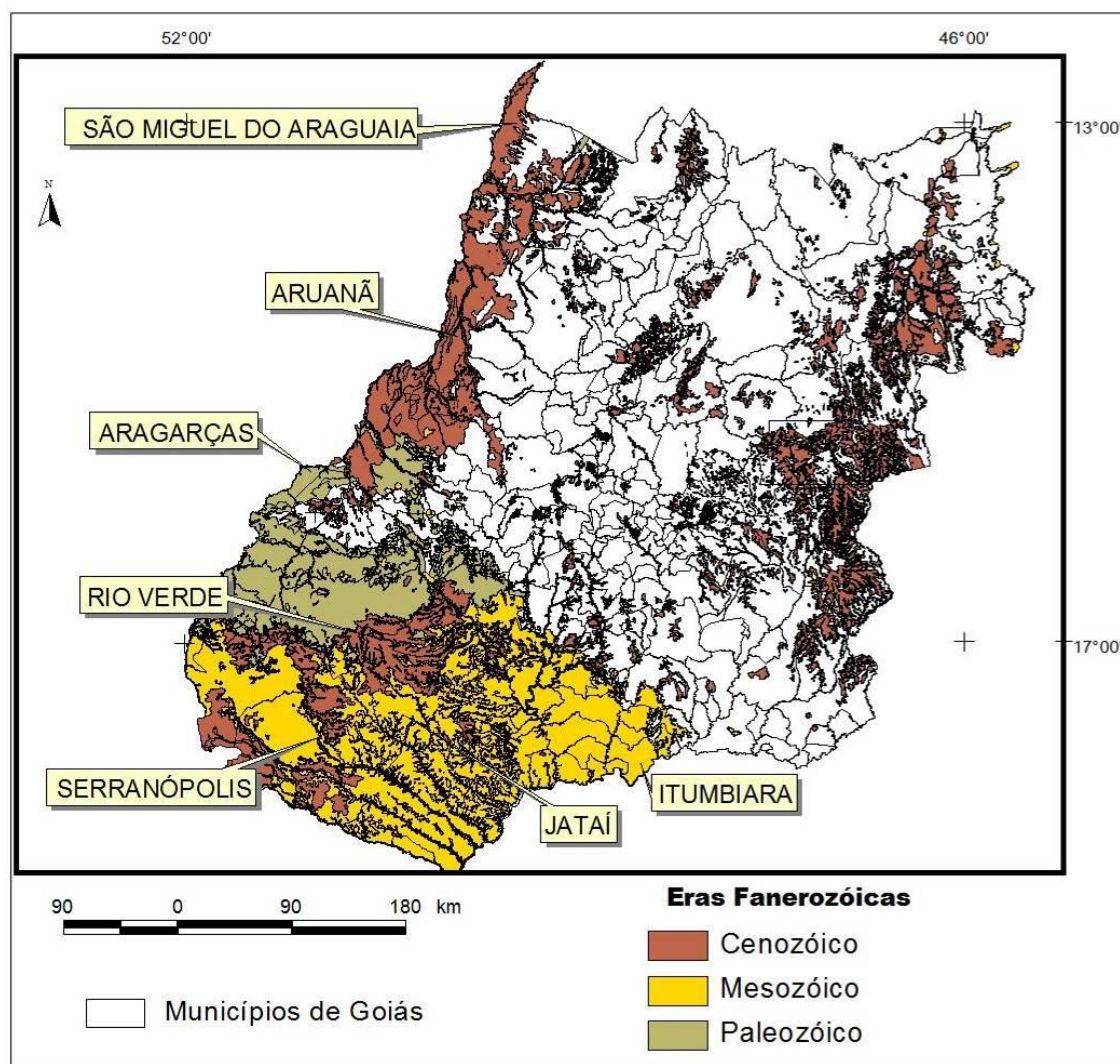 52°00'
46°00'
SÃO MIGUEL DO ARAGUAIA
13°00'
N
ARUANÃ
ARAGARÇAS
RIO VERDE
17°00'
SERRANÓPOLIS
ITUMBIARA
JATAÍ
90 0 90 180 km
Eras Fanerozóicas
Cenozóico
Mesozóico
Municípios de Goiás
Paleozóico